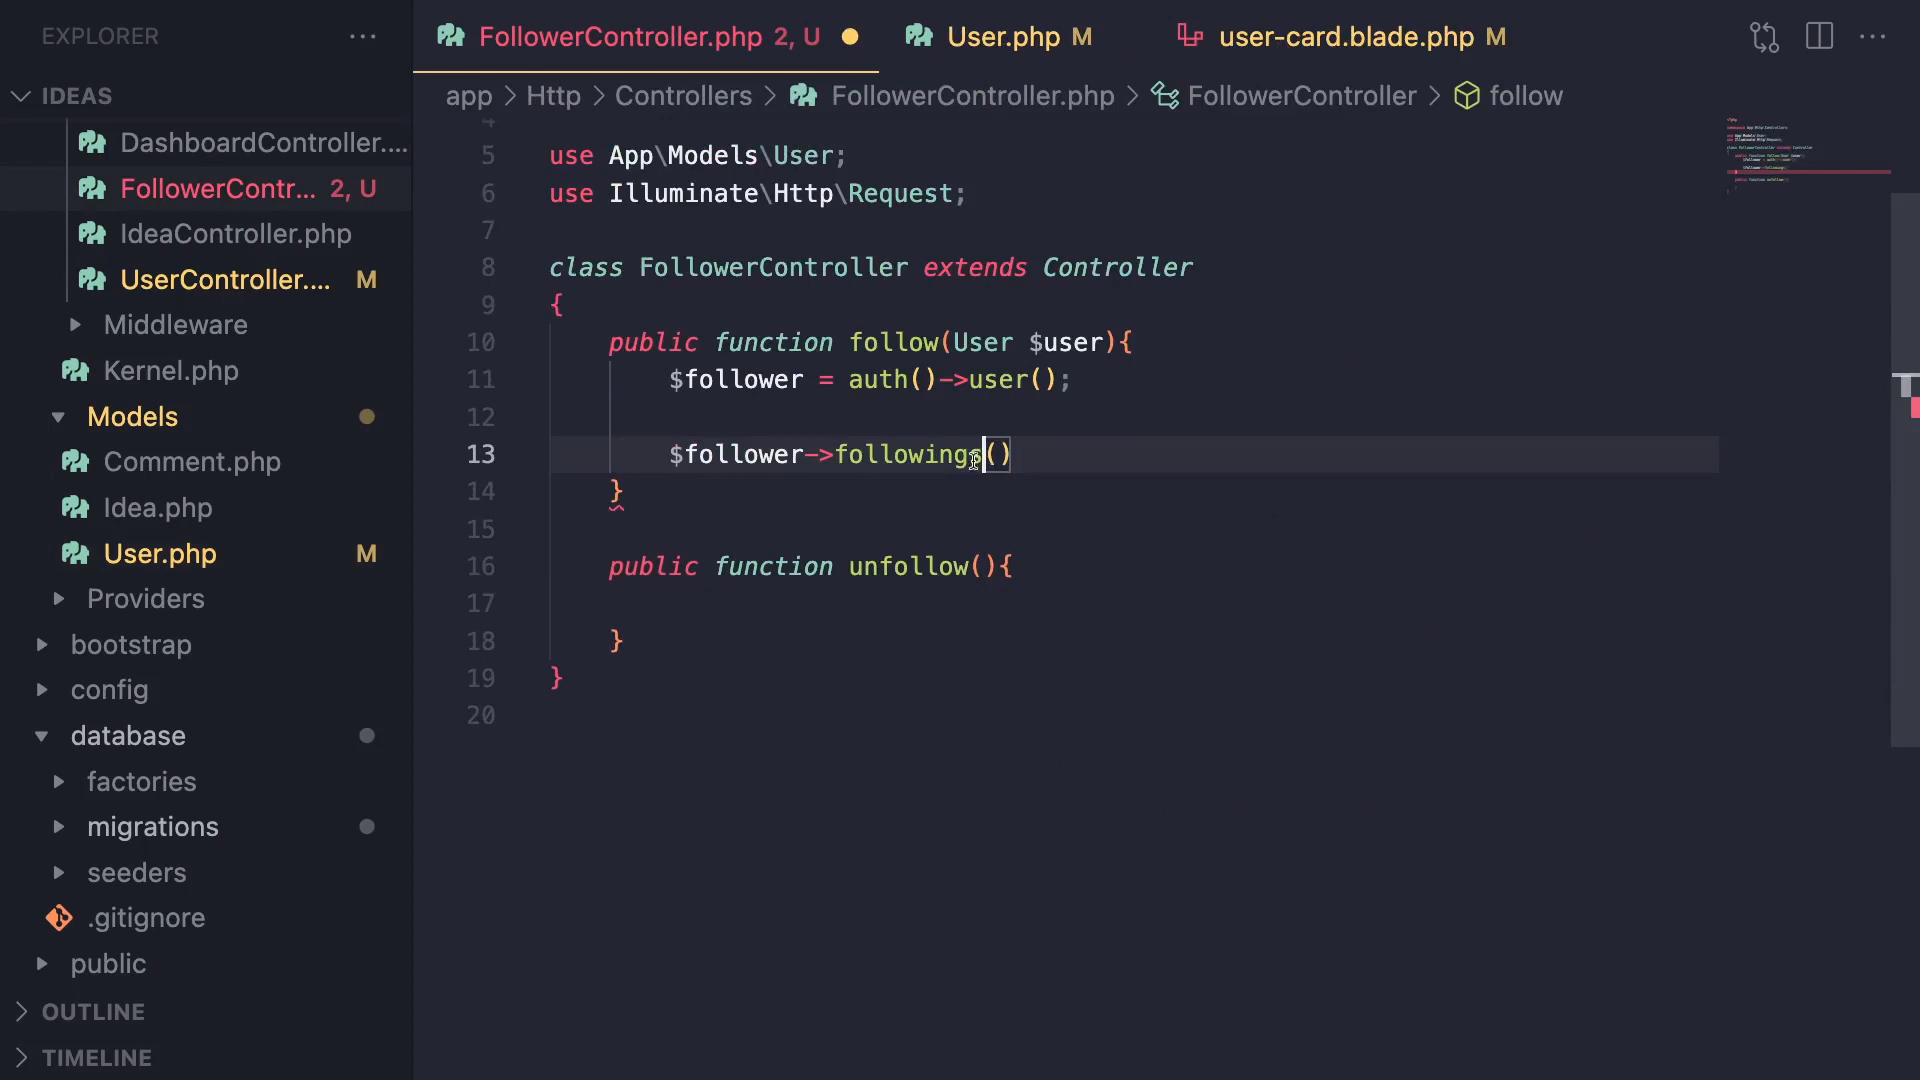 EXPLORER
IDEAS
DashboardController....
FollowerContr... 2, U
IdeaController.php
UserController.... M
Middleware
Kernel.php
Models
Comment.php
Idea.php
User.php M
Providers
bootstrap
config
database
factories
migrations
seeders
.gitignore
public
OUTLINE
TIMELINE
FollowerController.php 2, U User.php M user-card.blade.php M
app > Http > Controllers > FollowerController.php > FollowerController > follow
4
5 use App\Models\User;
6 use Illuminate\Http\Request;
7
8 class FollowerController extends Controller
9 {
10 public function follow(User $user){
11 $follower = auth()->user();
12
13 $follower->followings()
14 }
15
16 public function unfollow(){
17
18 }
19 }
20